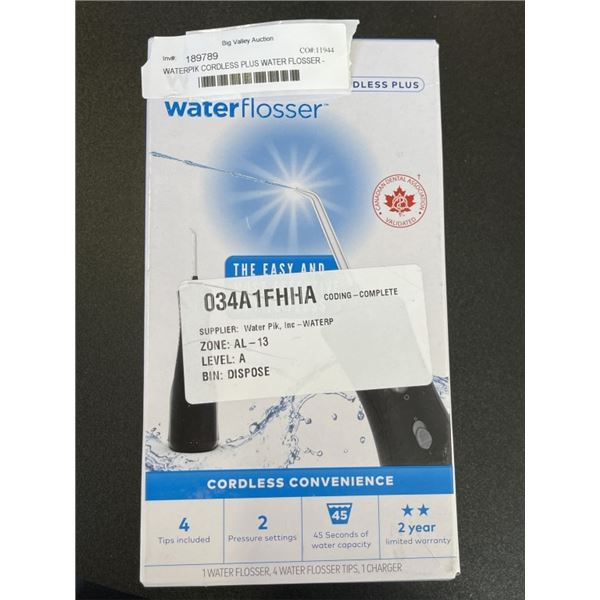 Big Valley Auction
Inv#: 189789 CO#:11944
WATERPIK CORDLESS PLUS WATER FLOSSER -
DLESS PLUS
waterflosser™
1
CANADIAN DENTAL ASSOCIATION
VALIDATED
THE EASY AND
034A1FHHA CODING-COMPLETE
SUPPLIER: Water Pik, Inc-WATERP
ZONE: AL-13
LEVEL: A
BIN: DISPOSE
CORDLESS CONVENIENCE
4
Tips included
2
Pressure settings
45
45 Seconds of
water capacity
2 year
limited warranty
1 WATER FLOSSER, 4 WATER FLOSSER TIPS, 1 CHARGER